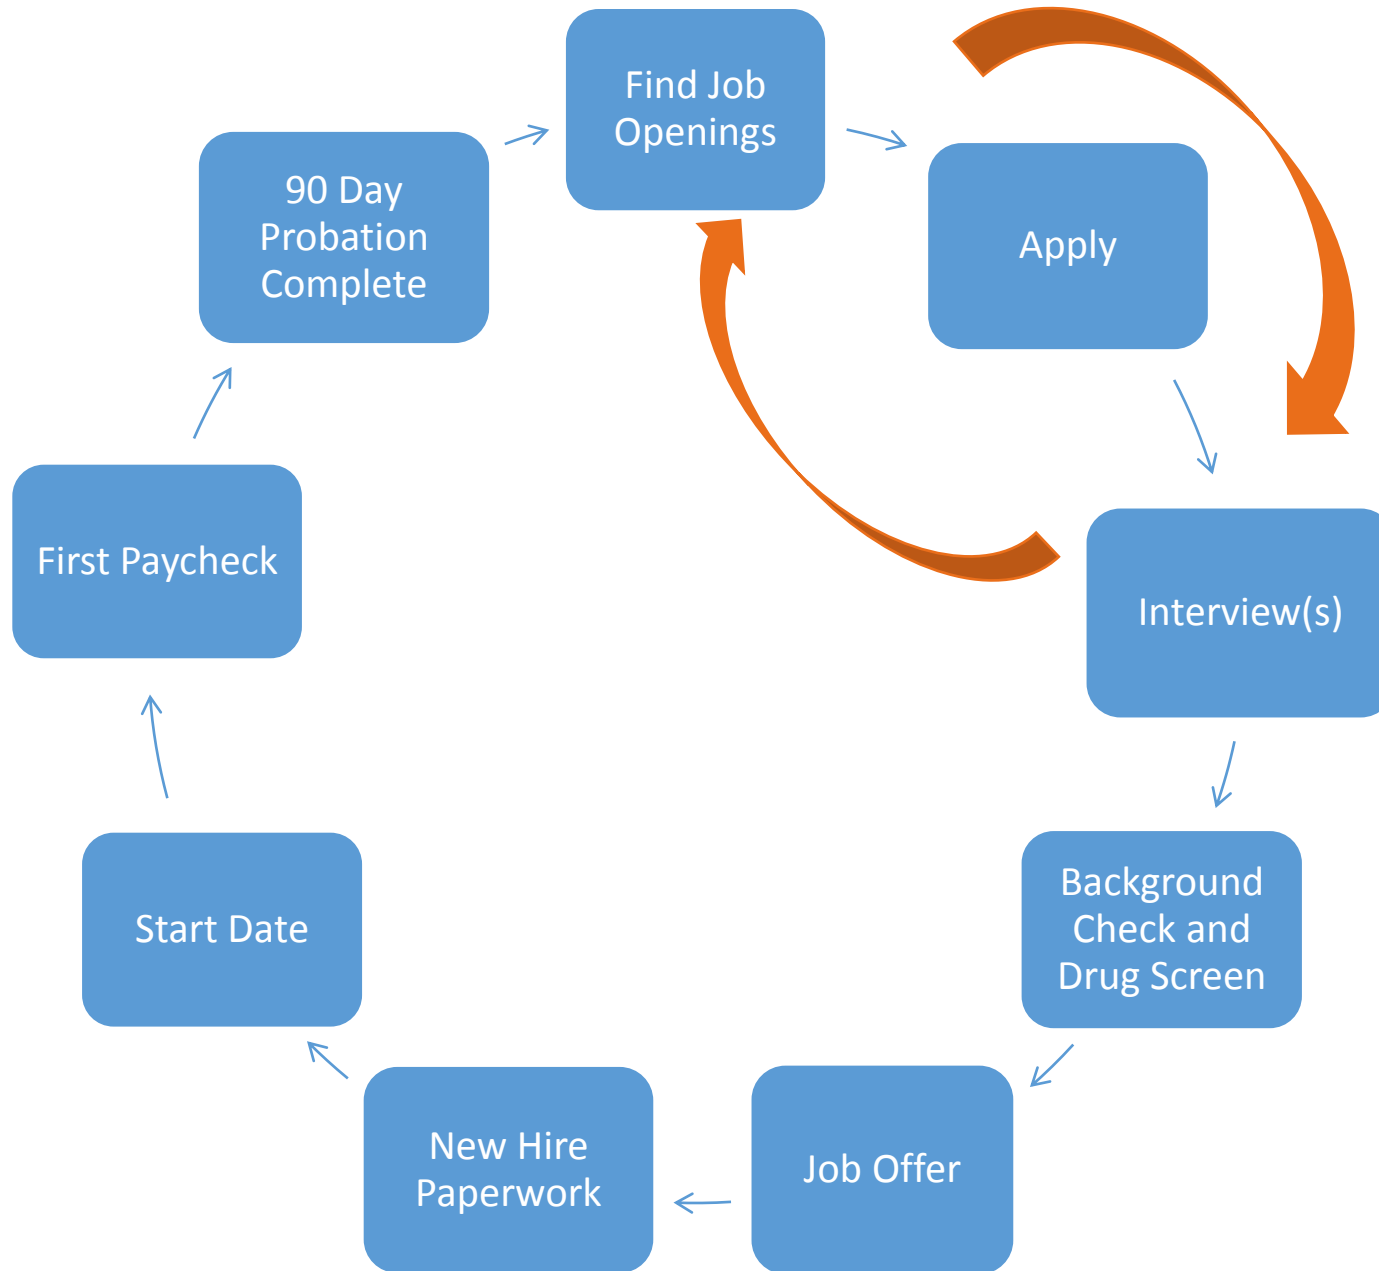 Find Job
Openings
Apply
Interview(s)
Background
Check and
Drug Screen
Job Offer
New Hire
Paperwork
Start Date
First Paycheck
90 Day
Probation
Complete